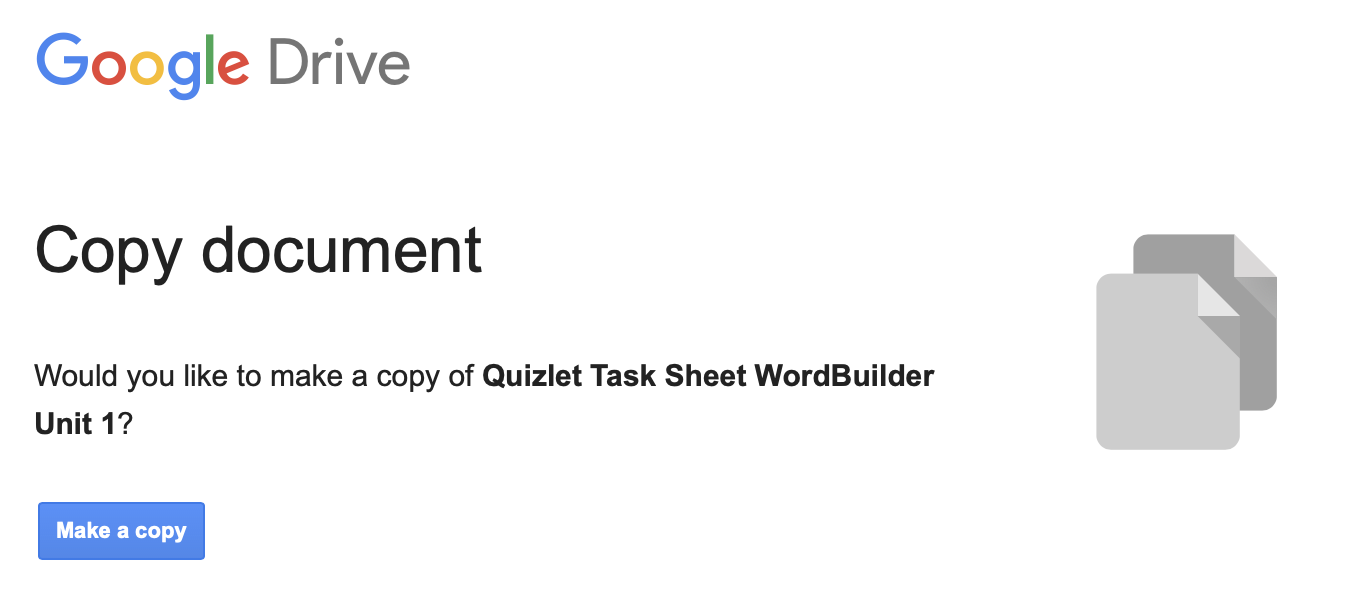 Google Drive
Copy document
Would you like to make a copy of Quizlet Task Sheet WordBuilder
Unit 1?
Make a copy